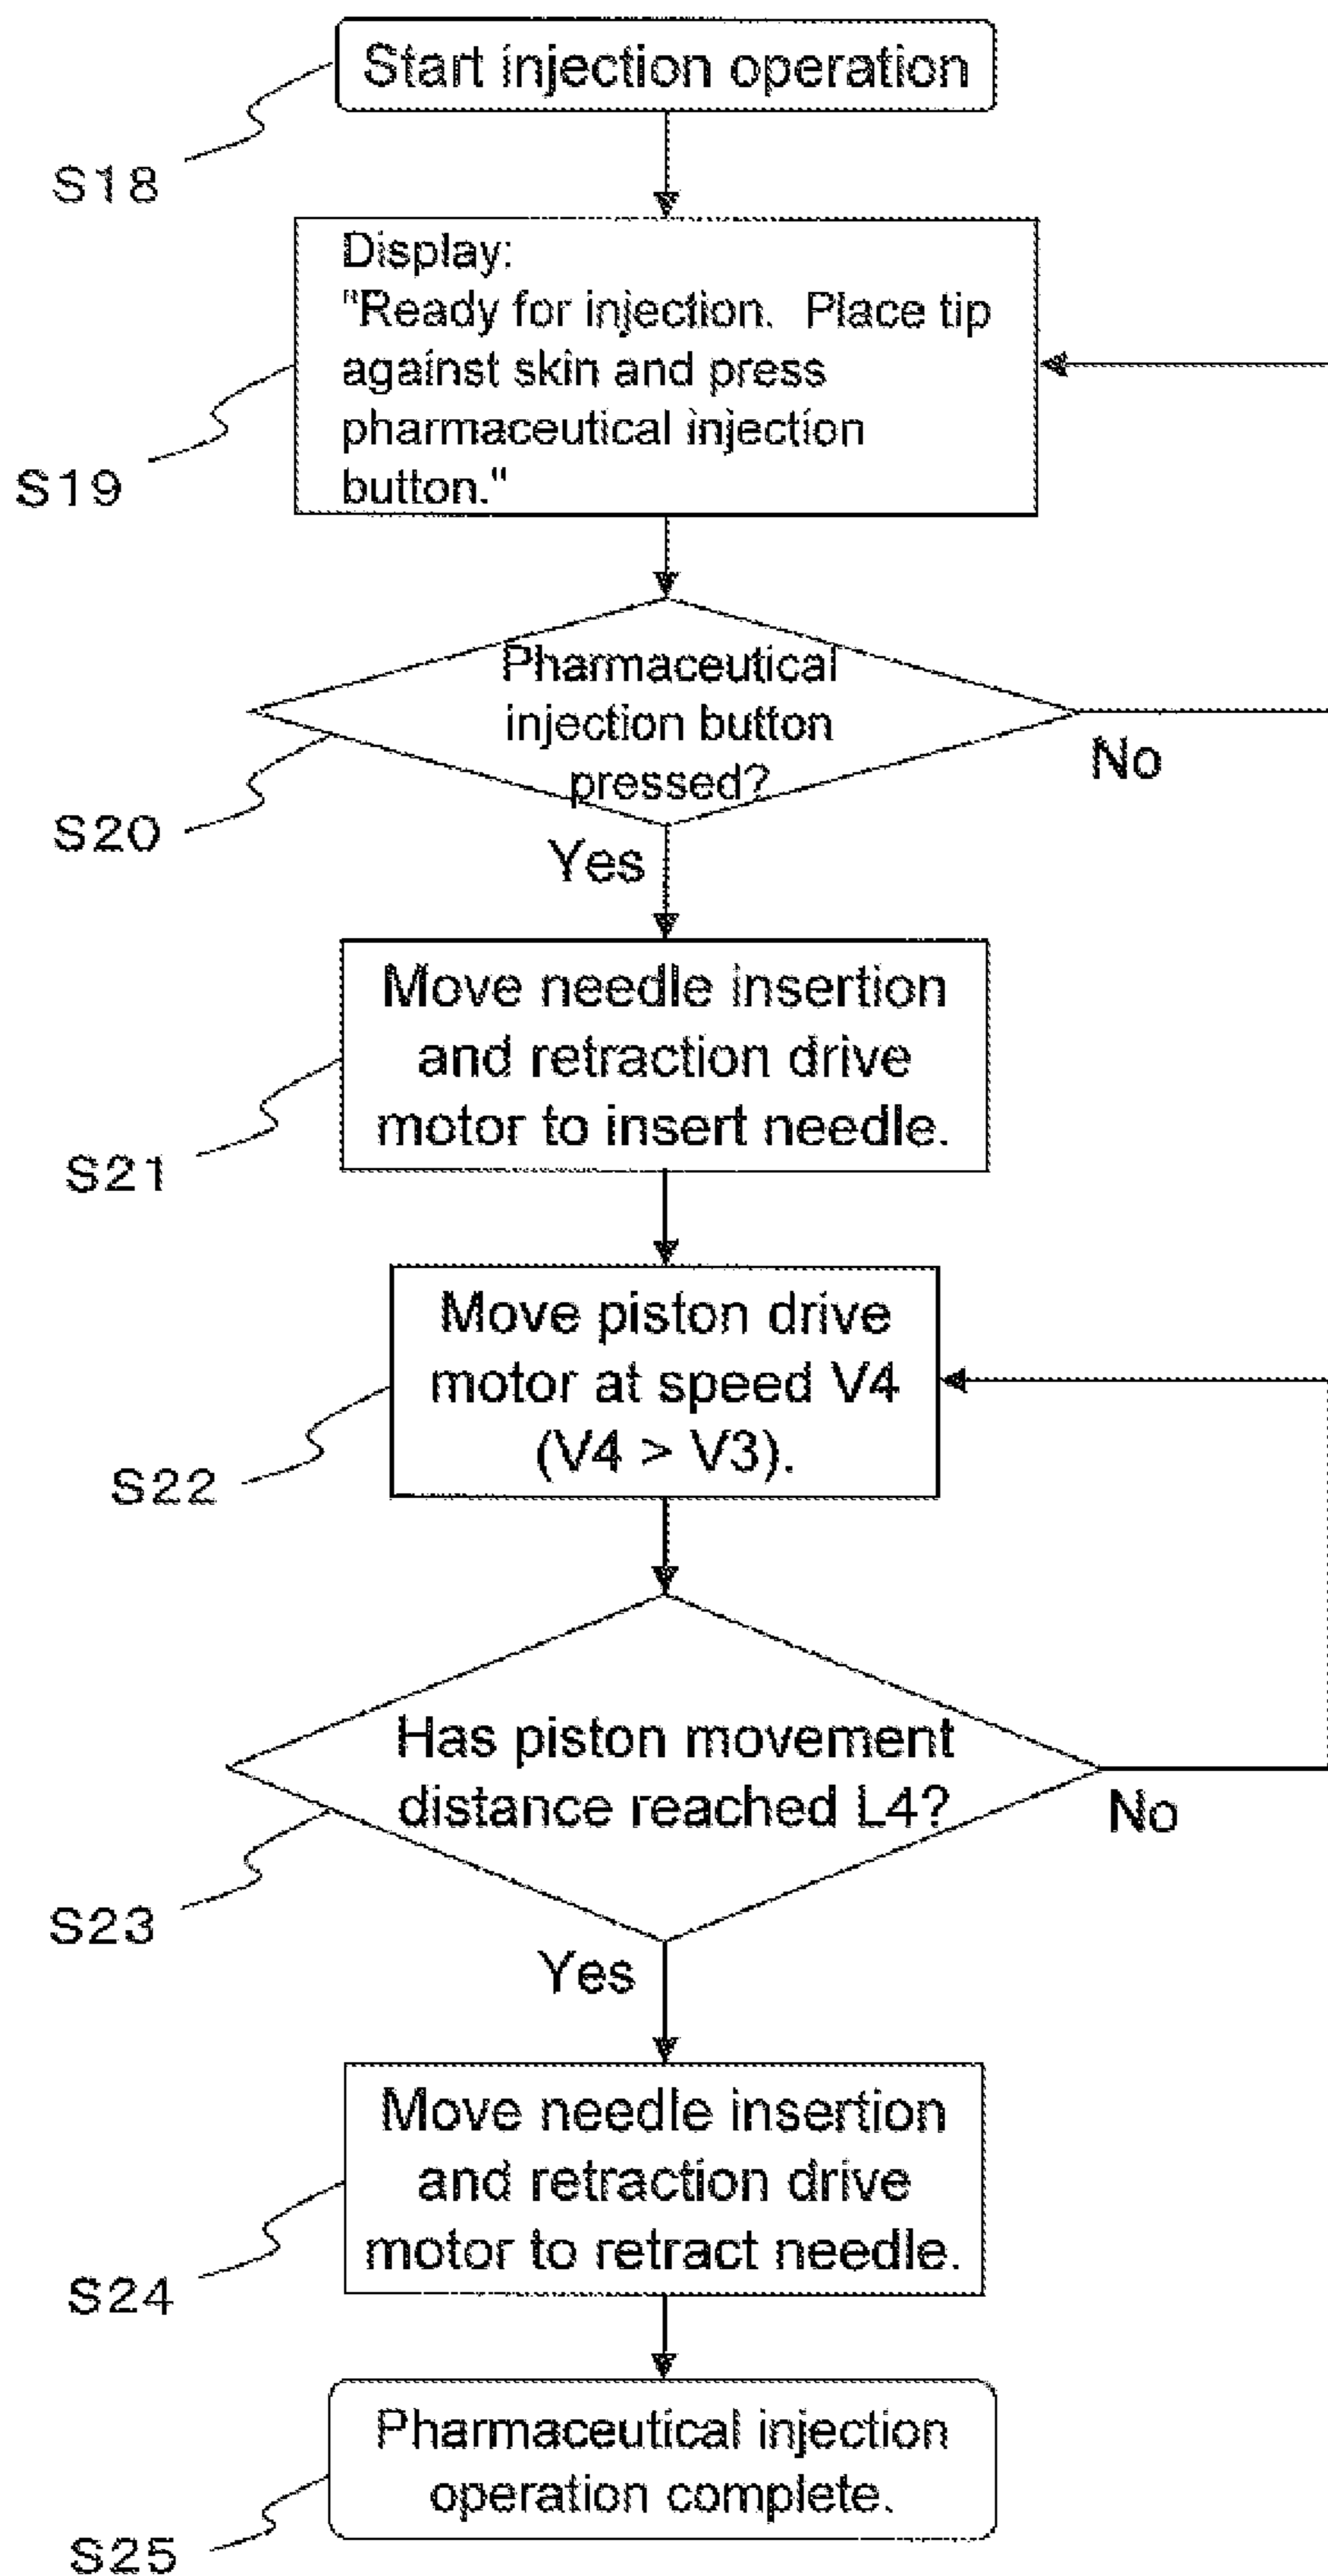 Start injection operation
S18
Display:
"Ready for injection. Place tip
against skin and press
pharmaceutical injection
button."
S19
Pharmaceutical
injection button
pressed?
No
S20
Yes
Move needle insertion
and retraction drive
motor to insert needle.
S21
Move piston drive
motor at speed V4
(V4 > V3).
S22
Has piston movement
distance reached L4?
No
S23
Yes
Move needle insertion
and retraction drive
motor to retract needle.
S24
Pharmaceutical injection
operation complete.
S25